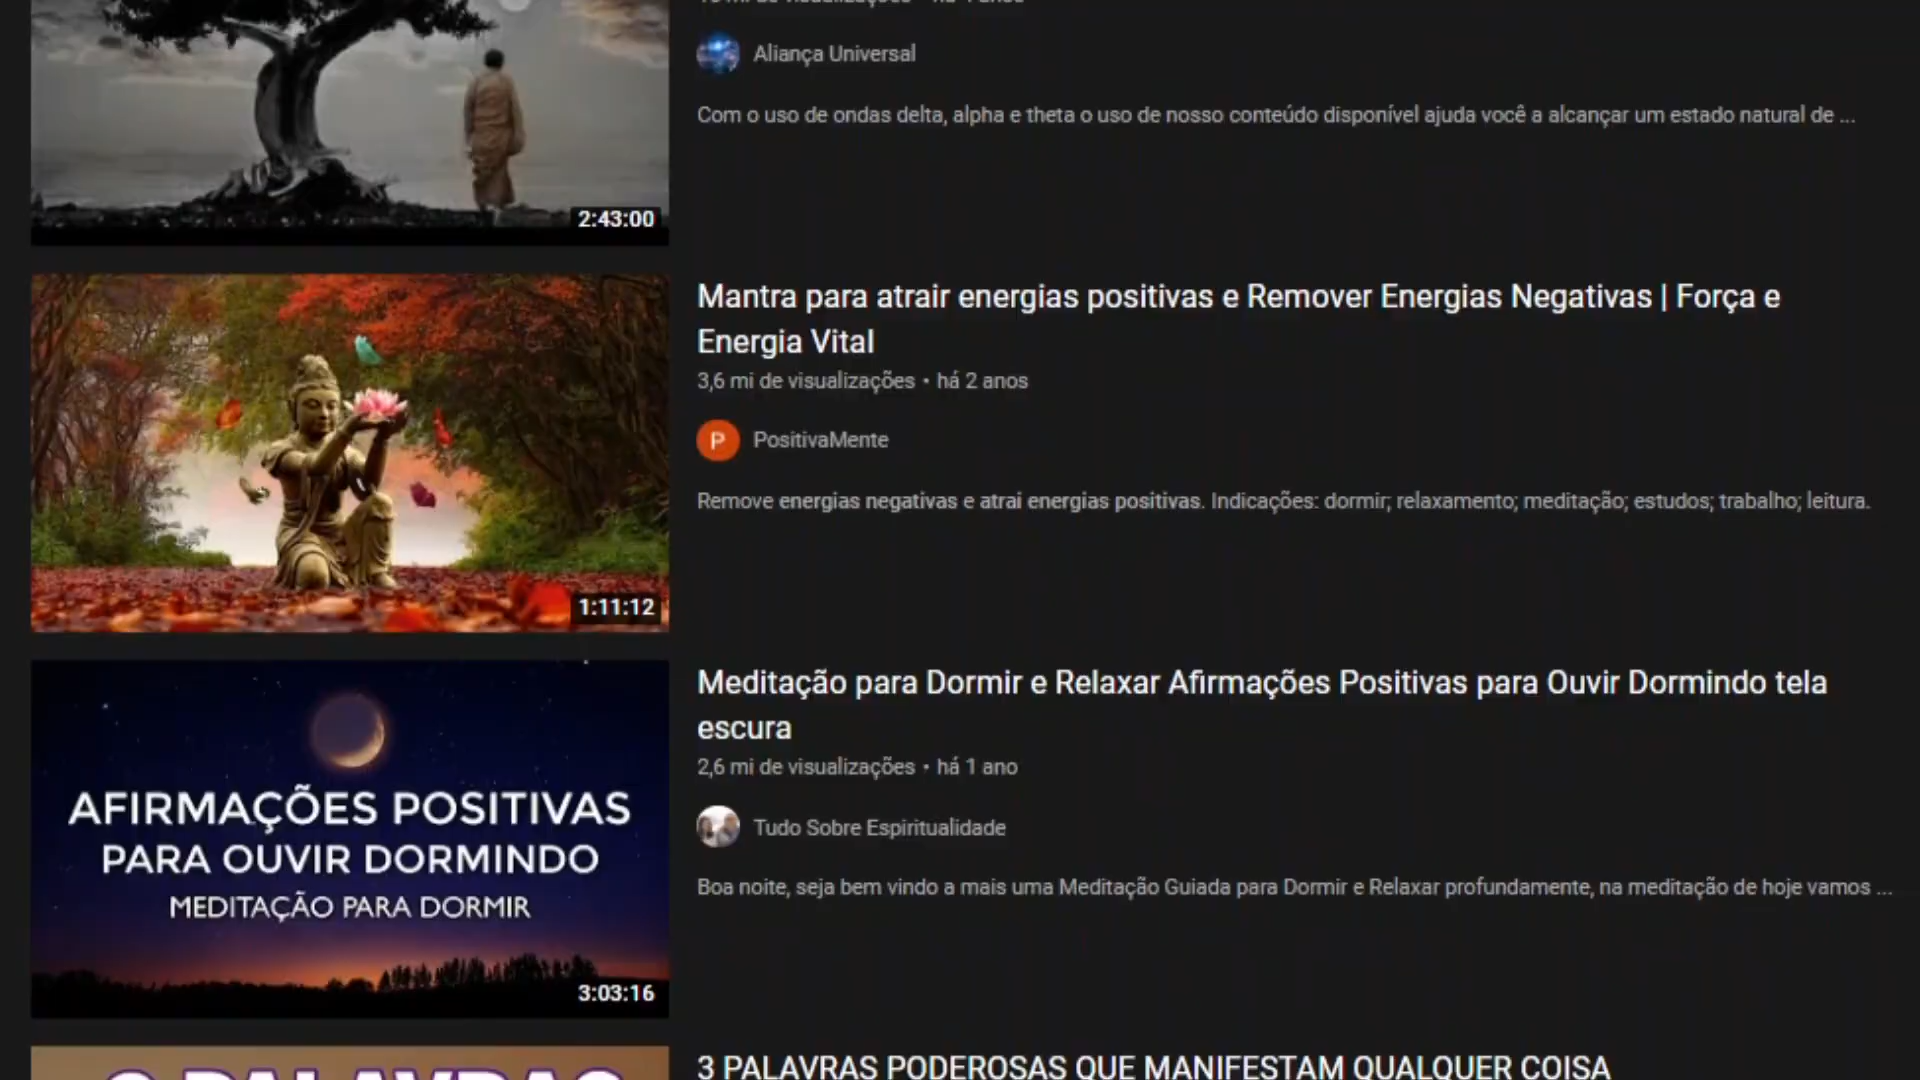 Aliança Universal
Com o uso de ondas delta, alpha e theta o uso de nosso conteúdo disponível ajuda você a alcançar um estado natural de ...
2:43:00
Mantra para atrair energias positivas e Remover Energias Negativas | Força e
Energia Vital
3,6 mi de visualizações • há 2 anos
P PositivaMente
Remove energias negativas e atrai energias positivas. Indicações: dormir; relaxamento; meditação; estudos; trabalho; leitura.
1:11:12
Meditação para Dormir e Relaxar Afirmações Positivas para Ouvir Dormindo tela
escura
2,6 mi de visualizações • há 1 ano
Tudo Sobre Espiritualidade
Boa noite, seja bem vindo a mais uma Meditação Guiada para Dormir e Relaxar profundamente, na meditação de hoje vamos ...
AFIRMAÇÕES POSITIVAS
PARA OUVIR DORMINDO
MEDITAÇÃO PARA DORMIR
3:03:16
3 PALAVRAS PODEROSAS QUE MANIFESTAM QUALQUER COISA